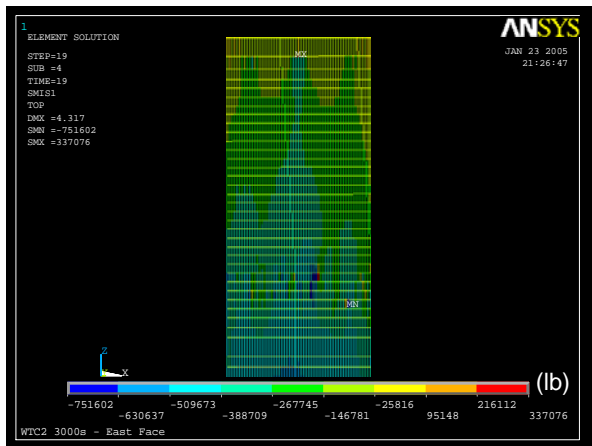 1
ANSYS
ELEMENT SOLUTION
JAN 23 2005
21:26:47
STEP=19
SUB =4
TIME=19
SMIS1
TOP
DMX =4.317
SMN =-751602
SMX =337076
MX
MN
Z
X
(lb)
-751602 -509673 -267745 -25816 216112
-630637 -388709 -146781 95148 337076
WTC2 3000s - East Face